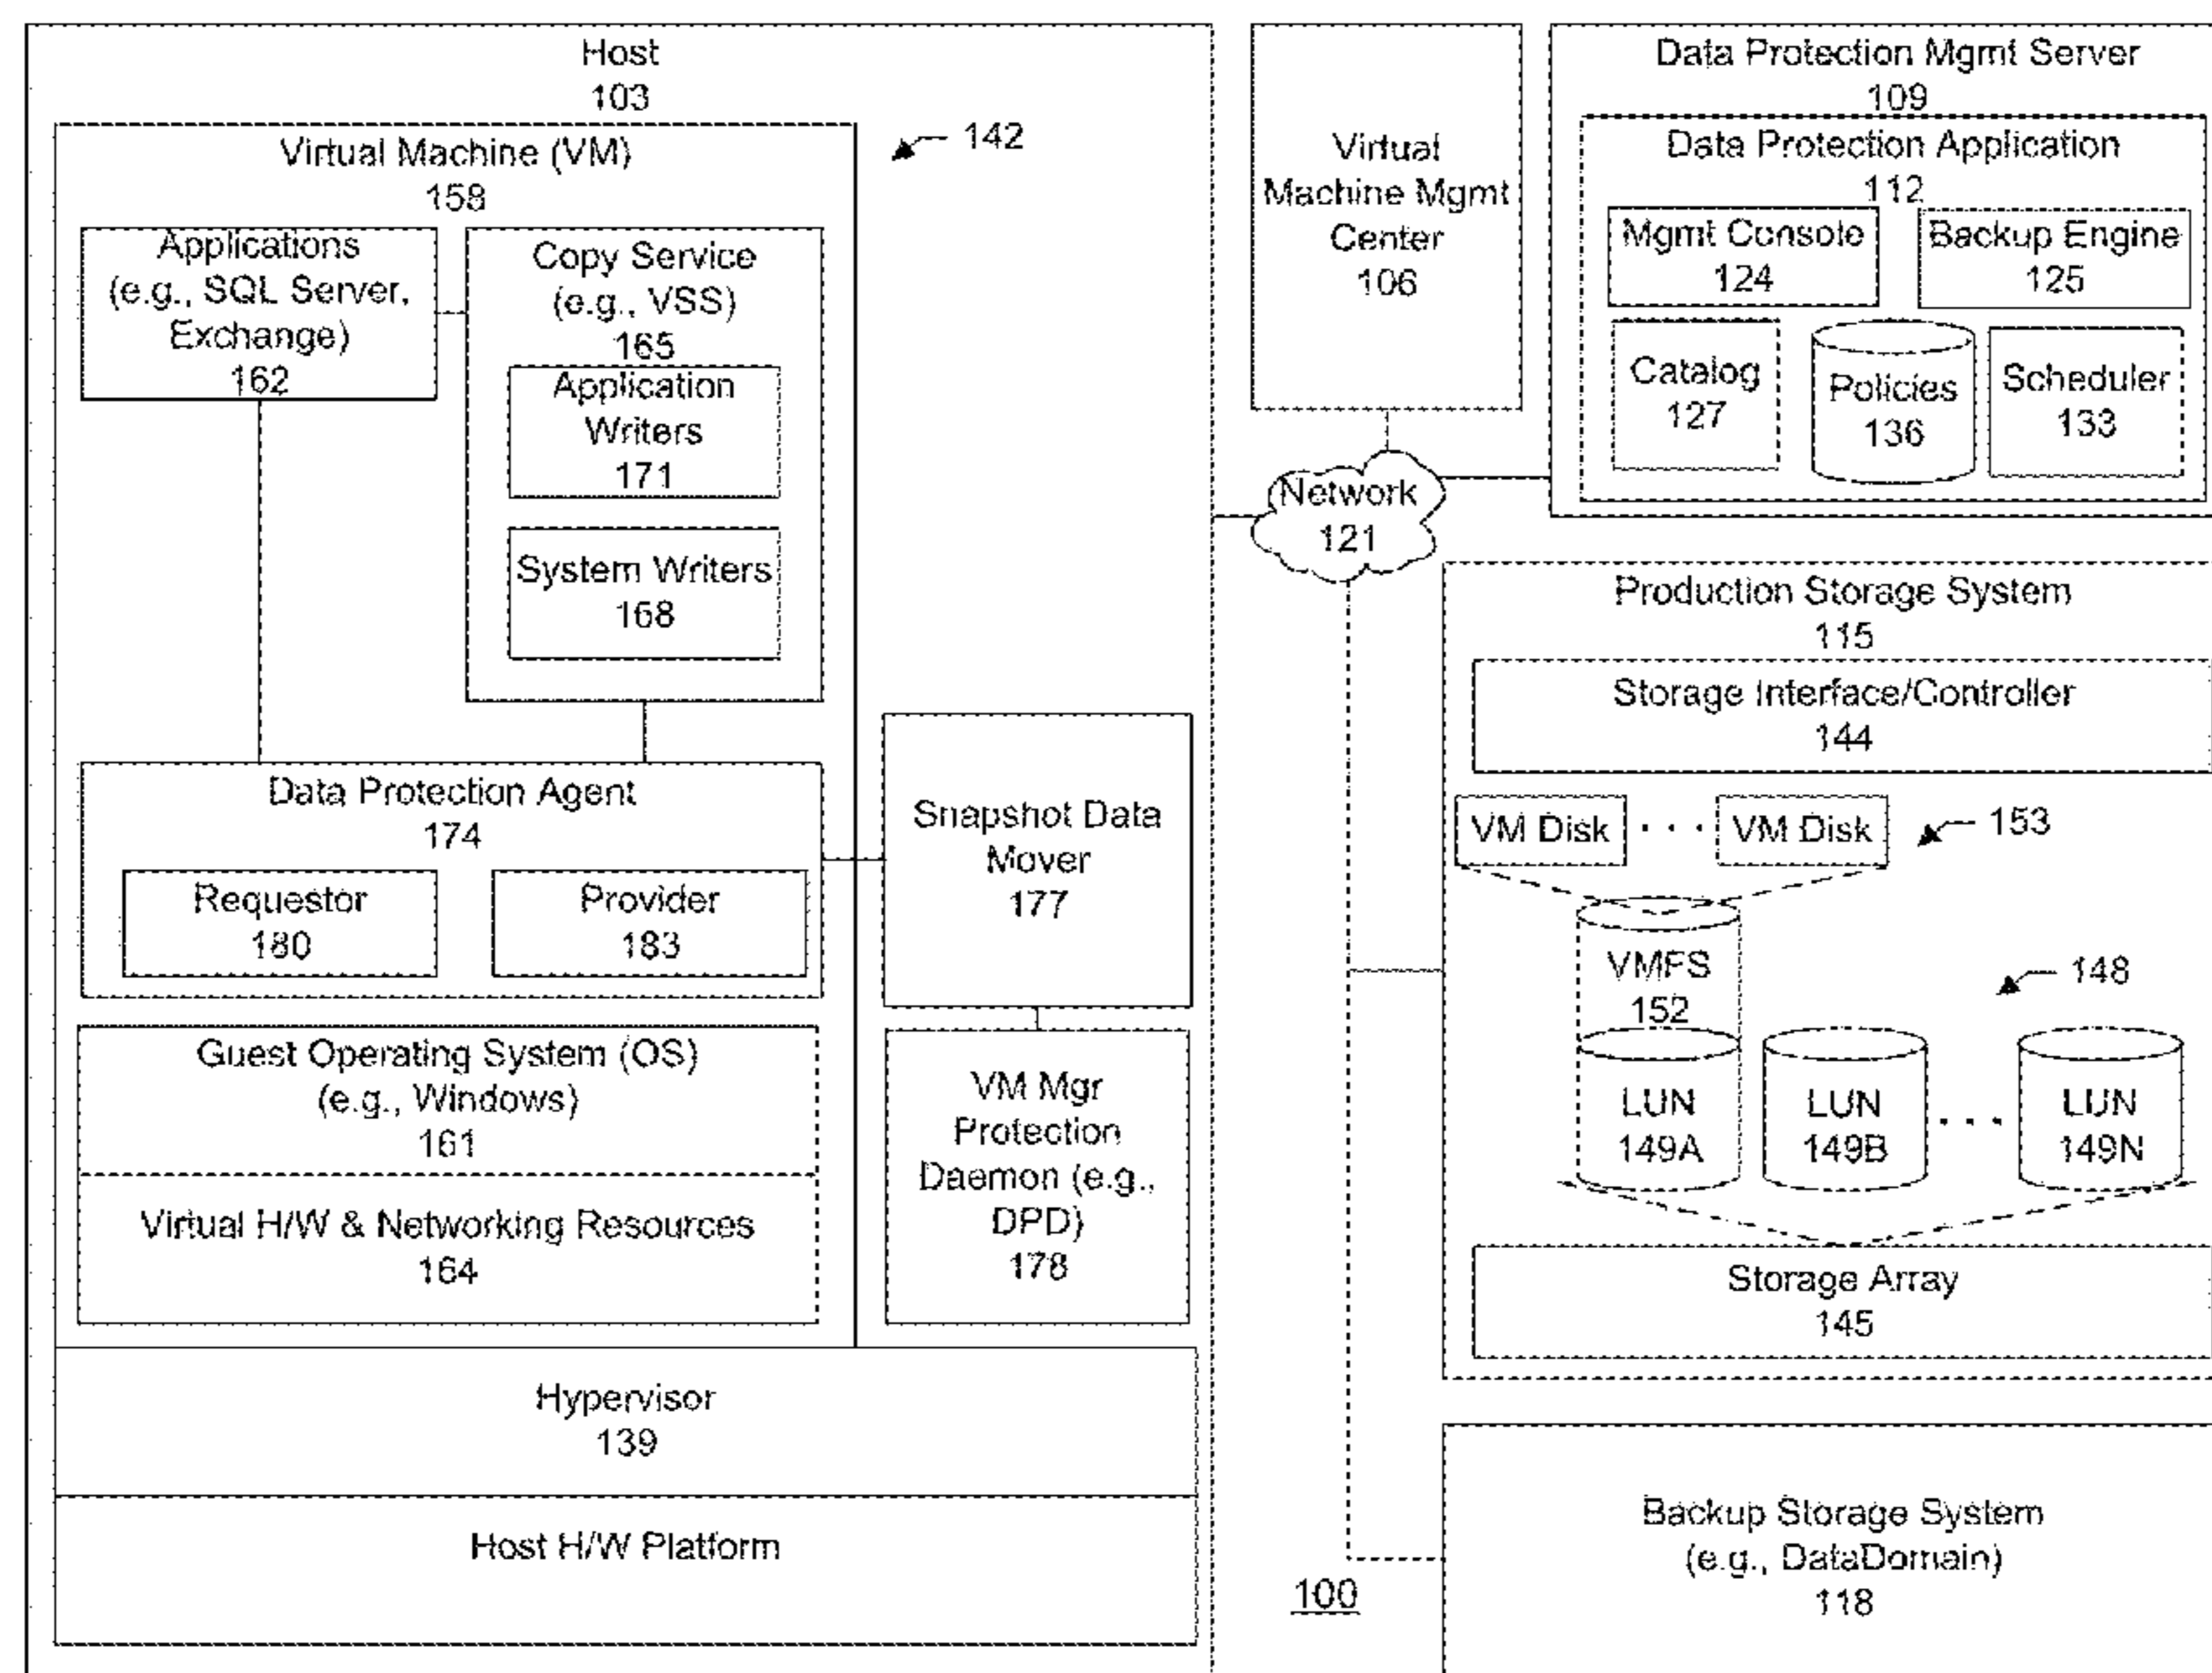 Host
103
Virtual Machine (VM)
158
142
Applications
(e.g., SQL Server,
Exchange)
162
Copy Service
(e.g., VSS)
165
Application
Writers
171
System Writers
168
Data Protection Agent
174
Requestor
180
Provider
183
Snapshot Data
Mover
177
Guest Operating System (OS)
(e.g., Windows)
161
Virtual H/W & Networking Resources
164
VM Mgr
Protection
Daemon (e.g.,
DPD)
178
Hypervisor
139
Host H/W Platform
Virtual
Machine Mgmt
Center
106
Network
121
Data Protection Mgmt Server
109
Data Protection Application
112
Mgmt Console
124
Backup Engine
125
Catalog
127
Policies
136
Scheduler
133
Production Storage System
115
Storage Interface/Controller
144
VM Disk
. . .
VM Disk
153
VMFS
152
148
LUN
149A
LUN
149B
. . .
LUN
149N
Storage Array
145
Backup Storage System
(e.g., DataDomain)
118
100